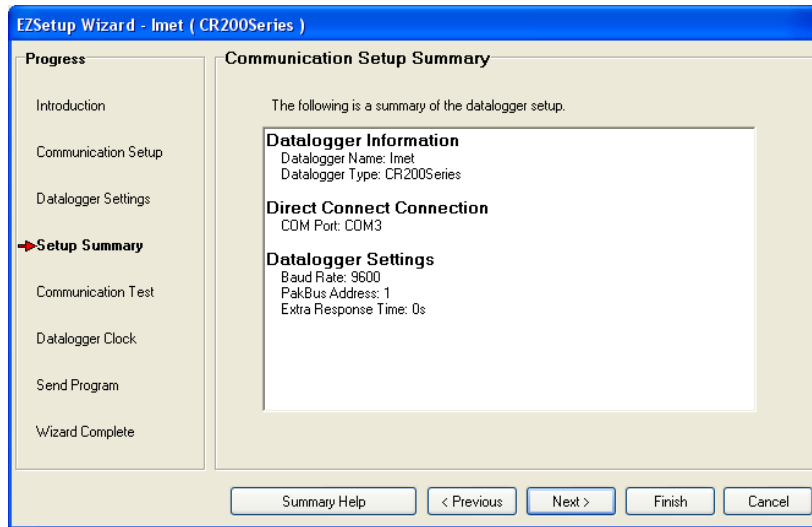 EZSetup Wizard - Imet ( CR200Series )
Progress
Introduction
Communication Setup
Datalogger Settings
Setup Summary
Communication Test
Datalogger Clock
Send Program
Wizard Complete
Communication Setup Summary
The following is a summary of the datalogger setup.
Datalogger Information
Datalogger Name: Imet
Datalogger Type: CR200Series
Direct Connect Connection
COM Port: COM3
Datalogger Settings
Baud Rate: 9600
PakBus Address: 1
Extra Response Time: 0s
Summary Help
< Previous
Next >
Finish
Cancel